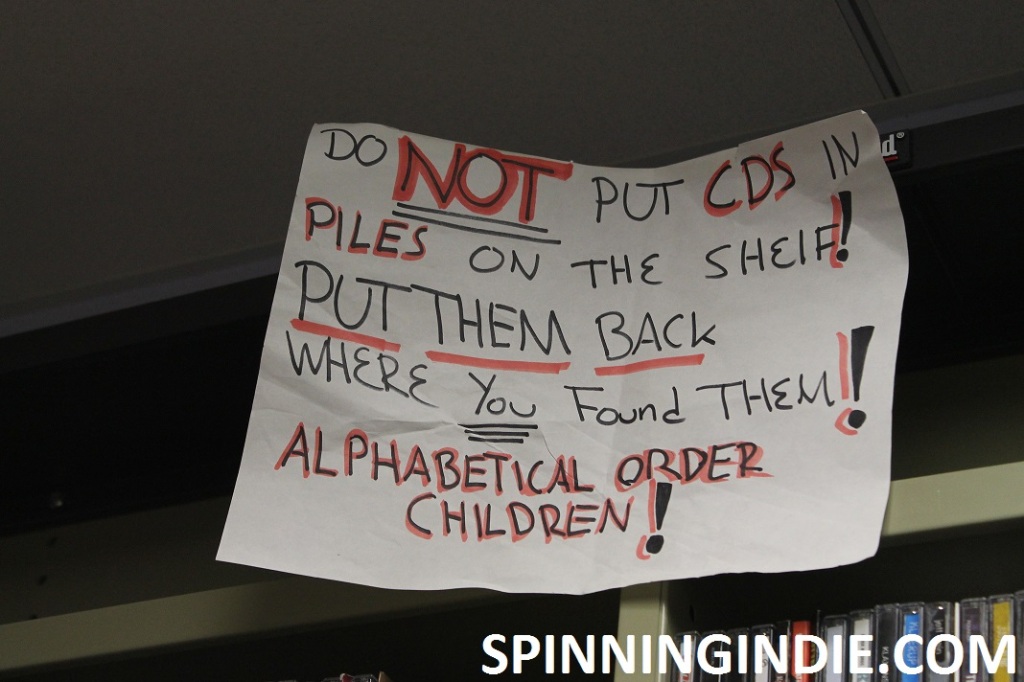 DO NOT PUT CDS IN
PILES ON THE SHElF!
PUT THEM BACK
WHERE YOU Found THEM!
ALPHABETICAL ORDER
CHILDREN!
SPINNINGINDIE.COM